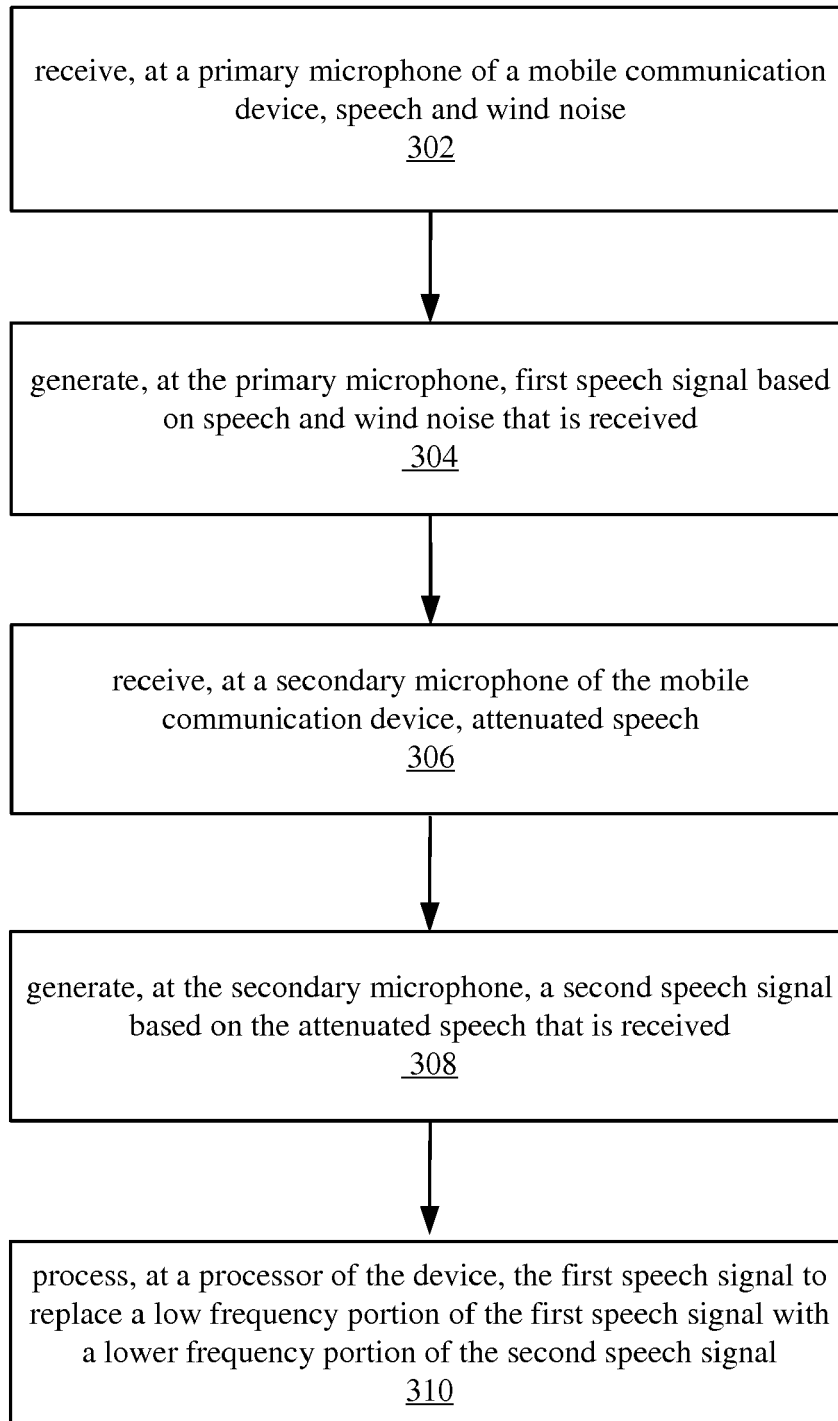 receive, at a primary microphone of a mobile communication
device, speech and wind noise
302
generate, at the primary microphone, first speech signal based
on speech and wind noise that is received
304
receive, at a secondary microphone of the mobile
communication device, attenuated speech
306
generate, at the secondary microphone, a second speech signal
based on the attenuated speech that is received
308
process, at a processor of the device, the first speech signal to
replace a low frequency portion of the first speech signal with
a lower frequency portion of the second speech signal
310